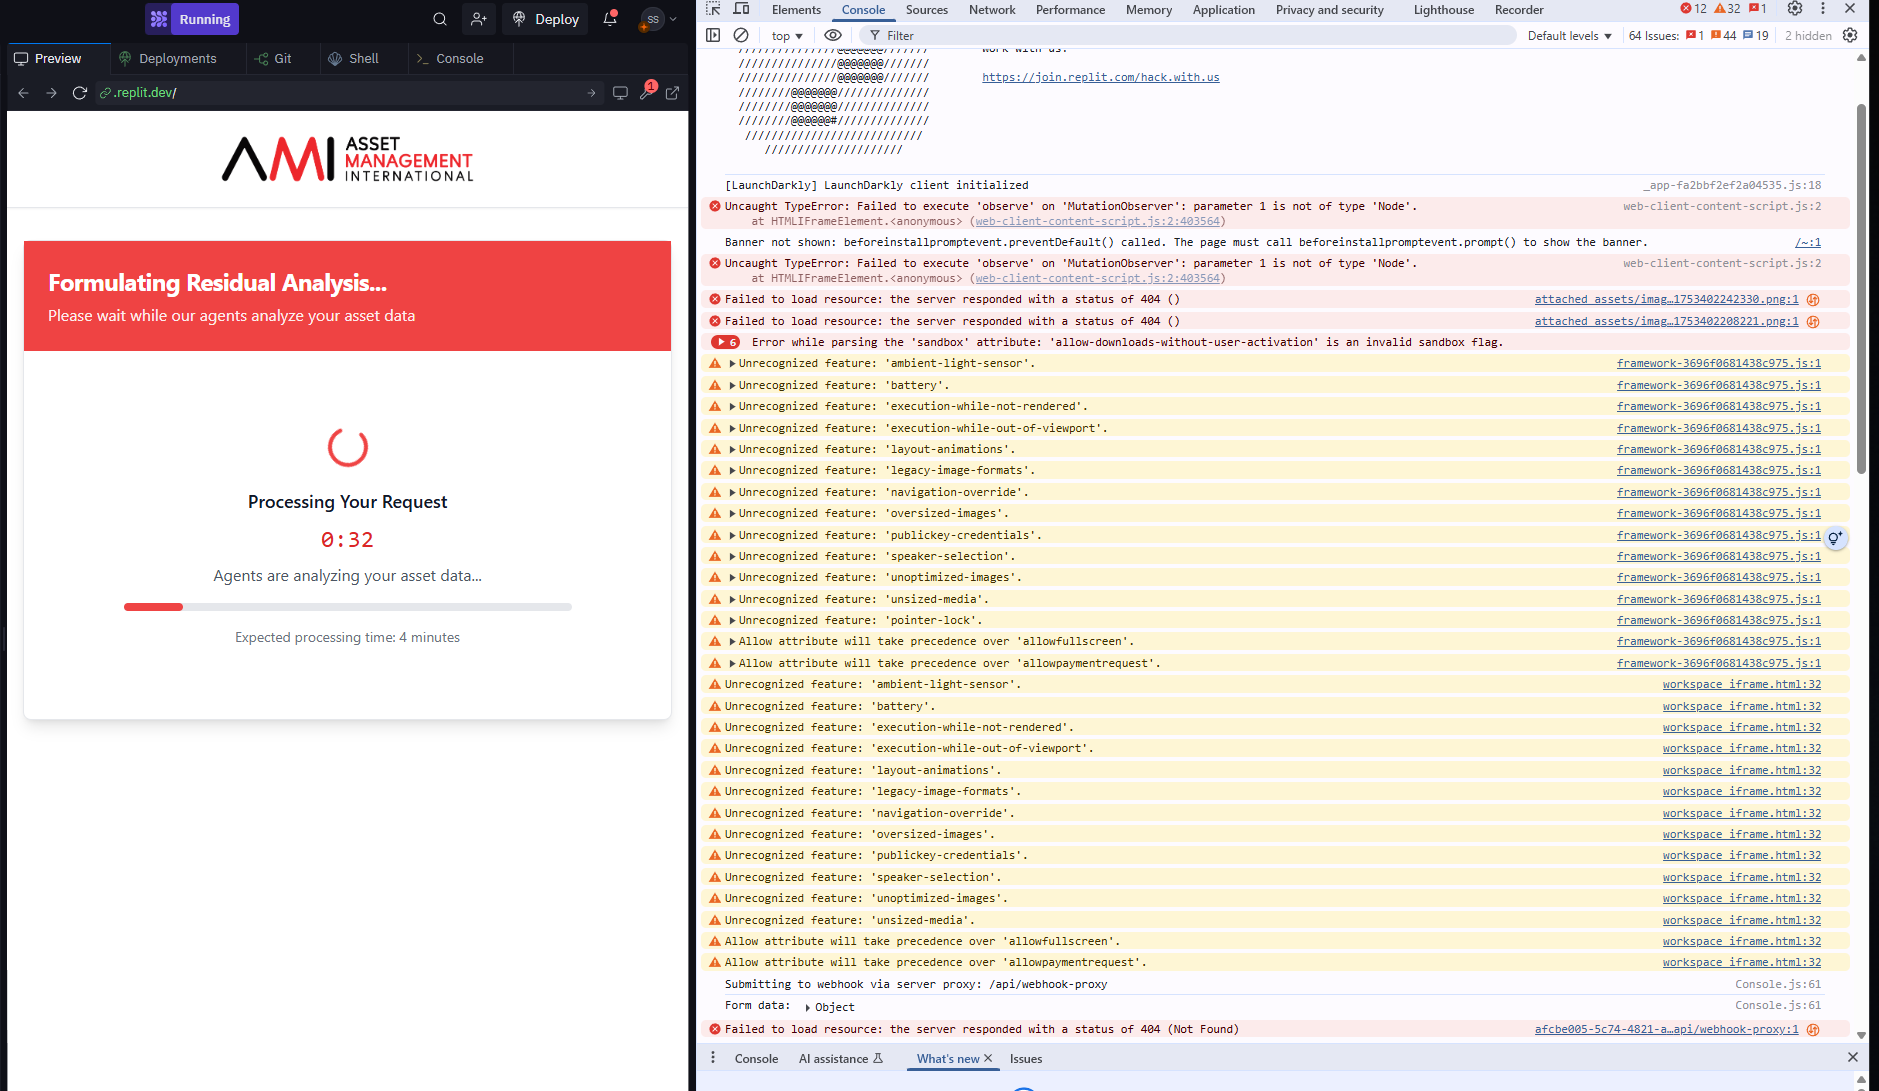 Running
Deploy
SS
Preview
Deployments
Git
Shell
Console
.replit.dev/
1
AMI ASSET MANAGEMENT INTERNATIONAL
Formulating Residual Analysis...
Please wait while our agents analyze your asset data
Processing Your Request
0:32
Agents are analyzing your asset data...
Expected processing time: 4 minutes
Elements Console Sources Network Performance Memory Application Privacy and security Lighthouse Recorder 12 32 1
top Filter Default levels 64 Issues: 1 44 19 2 hidden
////////////////@@@@@@@/////// work with us:
///////////////@@@@@@@///////
///////////////@@@@@@@/////// https://join.replit.com/hack.with.us
////////@@@@@@@//////////////
////////@@@@@@@//////////////
////////@@@@@@#//////////////
///////////////////////////
/////////////////////
[LaunchDarkly] LaunchDarkly client initialized _app-fa2bbf2ef2a04535.js:18
Uncaught TypeError: Failed to execute 'observe' on 'MutationObserver': parameter 1 is not of type 'Node'. web-client-content-script.js:2
at HTMLIFrameElement.<anonymous> (web-client-content-script.js:2:403564)
Banner not shown: beforeinstallpromptevent.preventDefault() called. The page must call beforeinstallpromptevent.prompt() to show the banner. /~:1
Uncaught TypeError: Failed to execute 'observe' on 'MutationObserver': parameter 1 is not of type 'Node'. web-client-content-script.js:2
at HTMLIFrameElement.<anonymous> (web-client-content-script.js:2:403564)
Failed to load resource: the server responded with a status of 404 () attached_assets/imag…1753402242330.png:1
Failed to load resource: the server responded with a status of 404 () attached_assets/imag…1753402208221.png:1
6 Error while parsing the 'sandbox' attribute: 'allow-downloads-without-user-activation' is an invalid sandbox flag.
Unrecognized feature: 'ambient-light-sensor'. framework-3696f0681438c975.js:1
Unrecognized feature: 'battery'. framework-3696f0681438c975.js:1
Unrecognized feature: 'execution-while-not-rendered'. framework-3696f0681438c975.js:1
Unrecognized feature: 'execution-while-out-of-viewport'. framework-3696f0681438c975.js:1
Unrecognized feature: 'layout-animations'. framework-3696f0681438c975.js:1
Unrecognized feature: 'legacy-image-formats'. framework-3696f0681438c975.js:1
Unrecognized feature: 'navigation-override'. framework-3696f0681438c975.js:1
Unrecognized feature: 'oversized-images'. framework-3696f0681438c975.js:1
Unrecognized feature: 'publickey-credentials'. framework-3696f0681438c975.js:1
Unrecognized feature: 'speaker-selection'. framework-3696f0681438c975.js:1
Unrecognized feature: 'unoptimized-images'. framework-3696f0681438c975.js:1
Unrecognized feature: 'unsized-media'. framework-3696f0681438c975.js:1
Unrecognized feature: 'pointer-lock'. framework-3696f0681438c975.js:1
Allow attribute will take precedence over 'allowfullscreen'. framework-3696f0681438c975.js:1
Allow attribute will take precedence over 'allowpaymentrequest'. framework-3696f0681438c975.js:1
Unrecognized feature: 'ambient-light-sensor'. workspace_iframe.html:32
Unrecognized feature: 'battery'. workspace_iframe.html:32
Unrecognized feature: 'execution-while-not-rendered'. workspace_iframe.html:32
Unrecognized feature: 'execution-while-out-of-viewport'. workspace_iframe.html:32
Unrecognized feature: 'layout-animations'. workspace_iframe.html:32
Unrecognized feature: 'legacy-image-formats'. workspace_iframe.html:32
Unrecognized feature: 'navigation-override'. workspace_iframe.html:32
Unrecognized feature: 'oversized-images'. workspace_iframe.html:32
Unrecognized feature: 'publickey-credentials'. workspace_iframe.html:32
Unrecognized feature: 'speaker-selection'. workspace_iframe.html:32
Unrecognized feature: 'unoptimized-images'. workspace_iframe.html:32
Unrecognized feature: 'unsized-media'. workspace_iframe.html:32
Allow attribute will take precedence over 'allowfullscreen'. workspace_iframe.html:32
Allow attribute will take precedence over 'allowpaymentrequest'. workspace_iframe.html:32
Submitting to webhook via server proxy: /api/webhook-proxy Console.js:61
Form data: Object Console.js:61
Failed to load resource: the server responded with a status of 404 (Not Found) afcbe005-5c74-4821-a…api/webhook-proxy:1
Console AI assistance What's new Issues